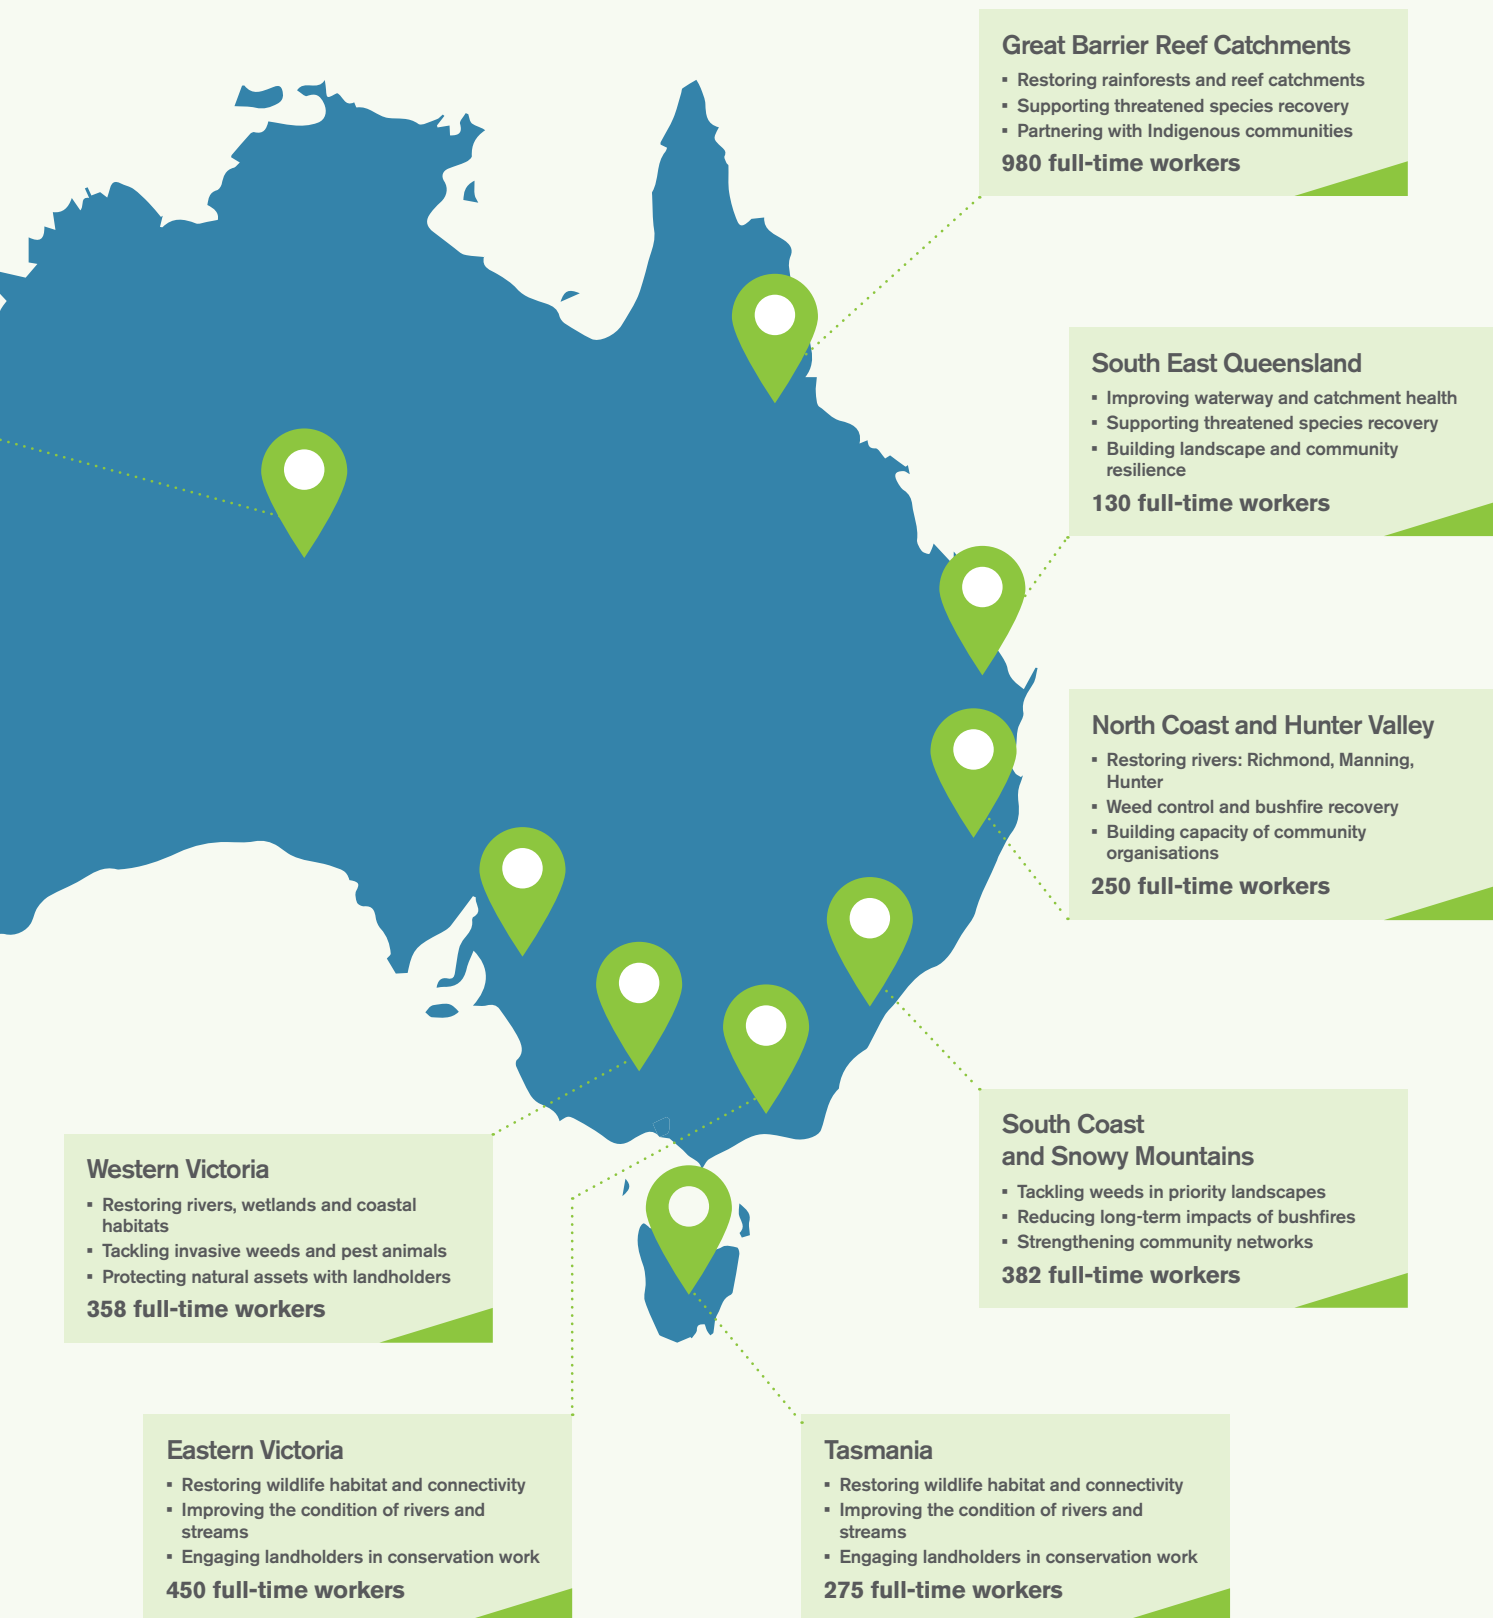 Great Barrier Reef Catchments
▪ Restoring rainforests and reef catchments
▪ Supporting threatened species recovery
▪ Partnering with Indigenous communities
980 full-time workers
South East Queensland
▪ Improving waterway and catchment health
▪ Supporting threatened species recovery
▪ Building landscape and community
resilience
130 full-time workers
North Coast and Hunter Valley
▪ Restoring rivers: Richmond, Manning,
Hunter
▪ Weed control and bushfire recovery
▪ Building capacity of community
organisations
250 full-time workers
South Coast
and Snowy Mountains
▪ Tackling weeds in priority landscapes
▪ Reducing long-term impacts of bushfires
▪ Strengthening community networks
382 full-time workers
Western Victoria
▪ Restoring rivers, wetlands and coastal
habitats
▪ Tackling invasive weeds and pest animals
▪ Protecting natural assets with landholders
358 full-time workers
Eastern Victoria
▪ Restoring wildlife habitat and connectivity
▪ Improving the condition of rivers and
streams
▪ Engaging landholders in conservation work
450 full-time workers
Tasmania
▪ Restoring wildlife habitat and connectivity
▪ Improving the condition of rivers and
streams
▪ Engaging landholders in conservation work
275 full-time workers